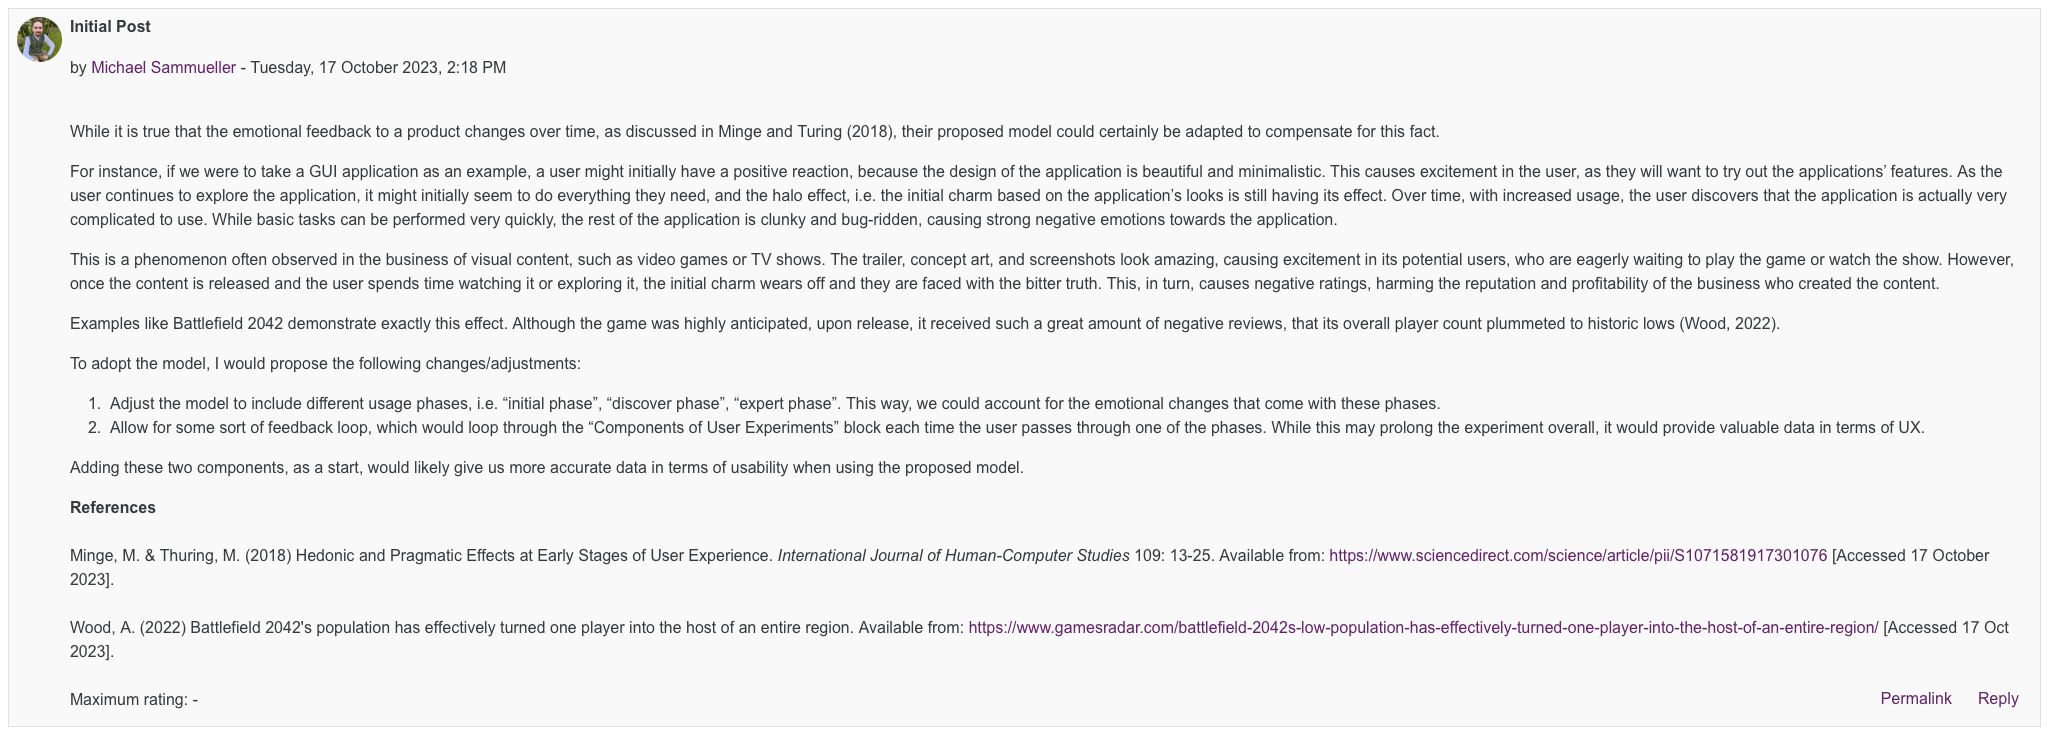 Initial Post
by Michael Sammueller - Tuesday, 17 October 2023, 2:18 PM
While it is true that the emotional feedback to a product changes over time, as discussed in Minge and Turing (2018), their proposed model could certainly be adapted to compensate for this fact.
For instance, if we were to take a GUI application as an example, a user might initially have a positive reaction, because the design of the application is beautiful and minimalistic. This causes excitement in the user, as they will want to try out the applications’ features. As the
user continues to explore the application, it might initially seem to do everything they need, and the halo effect, i.e. the initial charm based on the application’s looks is still having its effect. Over time, with increased usage, the user discovers that the application is actually very
complicated to use. While basic tasks can be performed very quickly, the rest of the application is clunky and bug-ridden, causing strong negative emotions towards the application.
This is a phenomenon often observed in the business of visual content, such as video games or TV shows. The trailer, concept art, and screenshots look amazing, causing excitement in its potential users, who are eagerly waiting to play the game or watch the show. However,
once the content is released and the user spends time watching it or exploring it, the initial charm wears off and they are faced with the bitter truth. This, in turn, causes negative ratings, harming the reputation and profitability of the business who created the content.
Examples like Battlefield 2042 demonstrate exactly this effect. Although the game was highly anticipated, upon release, it received such a great amount of negative reviews, that its overall player count plummeted to historic lows (Wood, 2022).
To adopt the model, I would propose the following changes/adjustments:
1. Adjust the model to include different usage phases, i.e. “initial phase”, “discover phase”, “expert phase”. This way, we could account for the emotional changes that come with these phases.
2. Allow for some sort of feedback loop, which would loop through the “Components of User Experiments” block each time the user passes through one of the phases. While this may prolong the experiment overall, it would provide valuable data in terms of UX.
Adding these two components, as a start, would likely give us more accurate data in terms of usability when using the proposed model.
References
Minge, M. & Thuring, M. (2018) Hedonic and Pragmatic Effects at Early Stages of User Experience. International Journal of Human-Computer Studies 109: 13-25. Available from: https://www.sciencedirect.com/science/article/pii/S1071581917301076 [Accessed 17 October
2023].
Wood, A. (2022) Battlefield 2042's population has effectively turned one player into the host of an entire region. Available from: https://www.gamesradar.com/battlefield-2042s-low-population-has-effectively-turned-one-player-into-the-host-of-an-entire-region/ [Accessed 17 Oct
2023].
Maximum rating: -
Permalink Reply